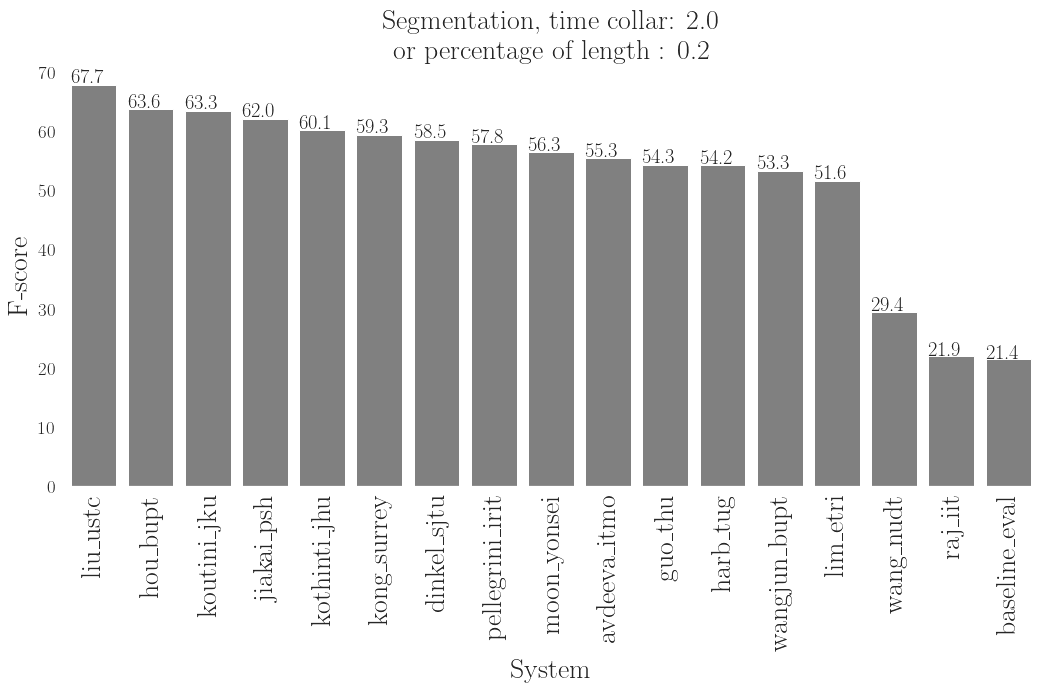 Segmentation, time collar: 2.0
or percentage of length : 0.2
F-score
70
60
50
40
30
20
10
0
67.7
63.6
63.3
62.0
60.1
59.3
58.5
57.8
56.3
55.3
54.3
54.2
53.3
51.6
29.4
21.9
21.4
liu_ustc
hou_bupt
koutini_jku
jiakai_psh
kothinti_jhu
kong_surrey
dinkel_sjtu
pellegrini_irit
moon_yonsei
avdeeva_itmo
guo_thu
harb_tug
wangjun_bupt
lim_etri
wang_nudt
raj_iit
baseline_eval
System